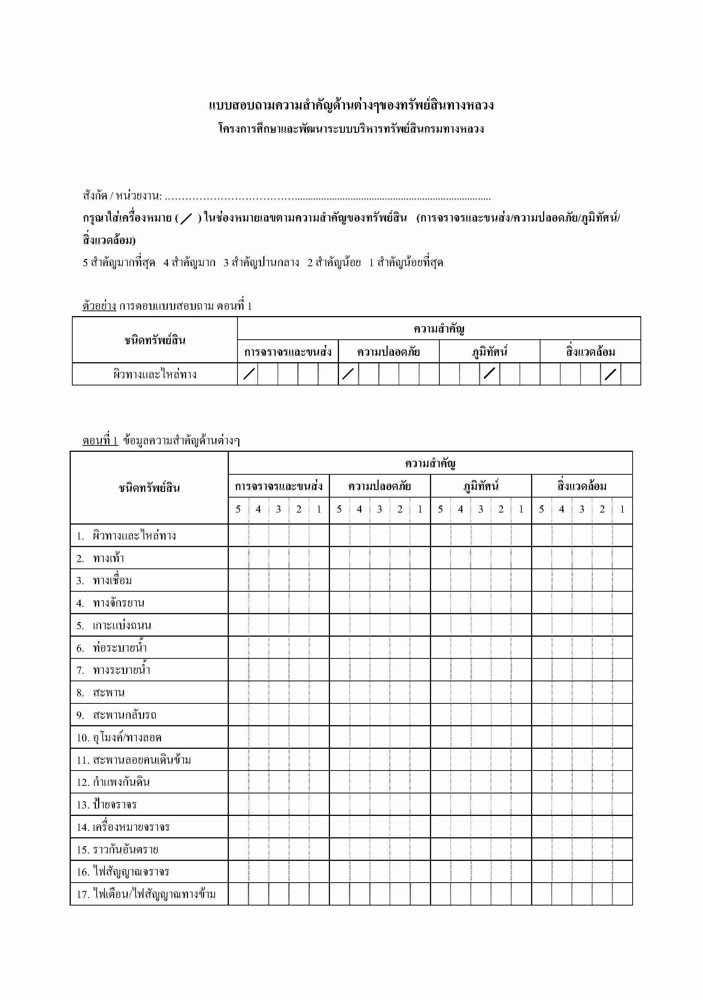 แบบสอบถามความสำคัญด้านต่างๆของทรัพย์สินทางหลวง
โครงการศึกษาและพัฒนาระบบบริหารทรัพย์สินกรมทางหลวง
สังกัด / หน่วยงาน: ....................................................................................................
กรุณาใส่เครื่องหมาย ( / ) ในช่องหมายเลขตามความสำคัญของทรัพย์สิน (การจราจรและขนส่ง/ความปลอดภัย/ภูมิทัศน์/
สิ่งแวดล้อม)
5 สำคัญมากที่สุด 4 สำคัญมาก 3 สำคัญปานกลาง 2 สำคัญน้อย 1 สำคัญน้อยที่สุด
ตัวอย่าง การตอบแบบสอบถาม ตอนที่ 1
ชนิดทรัพย์สิน ความสำคัญ
การจราจรและขนส่ง ความปลอดภัย ภูมิทัศน์ สิ่งแวดล้อม
ผิวทางและไหล่ทาง / / / /
ตอนที่ 1 ข้อมูลความสำคัญด้านต่างๆ
ชนิดทรัพย์สิน ความสำคัญ
การจราจรและขนส่ง ความปลอดภัย ภูมิทัศน์ สิ่งแวดล้อม
5 4 3 2 1 5 4 3 2 1 5 4 3 2 1 5 4 3 2 1
1. ผิวทางและไหล่ทาง
2. ทางเท้า
3. ทางเชื่อม
4. ทางจักรยาน
5. เกาะแบ่งถนน
6. ท่อระบายน้ำ
7. ทางระบายน้ำ
8. สะพาน
9. สะพานกลับรถ
10. อุโมงค์/ทางลอด
11. สะพานลอยคนเดินข้าม
12. กำแพงกันดิน
13. ป้ายจราจร
14. เครื่องหมายจราจร
15. ราวกันอันตราย
16. ไฟสัญญาณจราจร
17. ไฟเตือน/ไฟสัญญาณทางข้าม